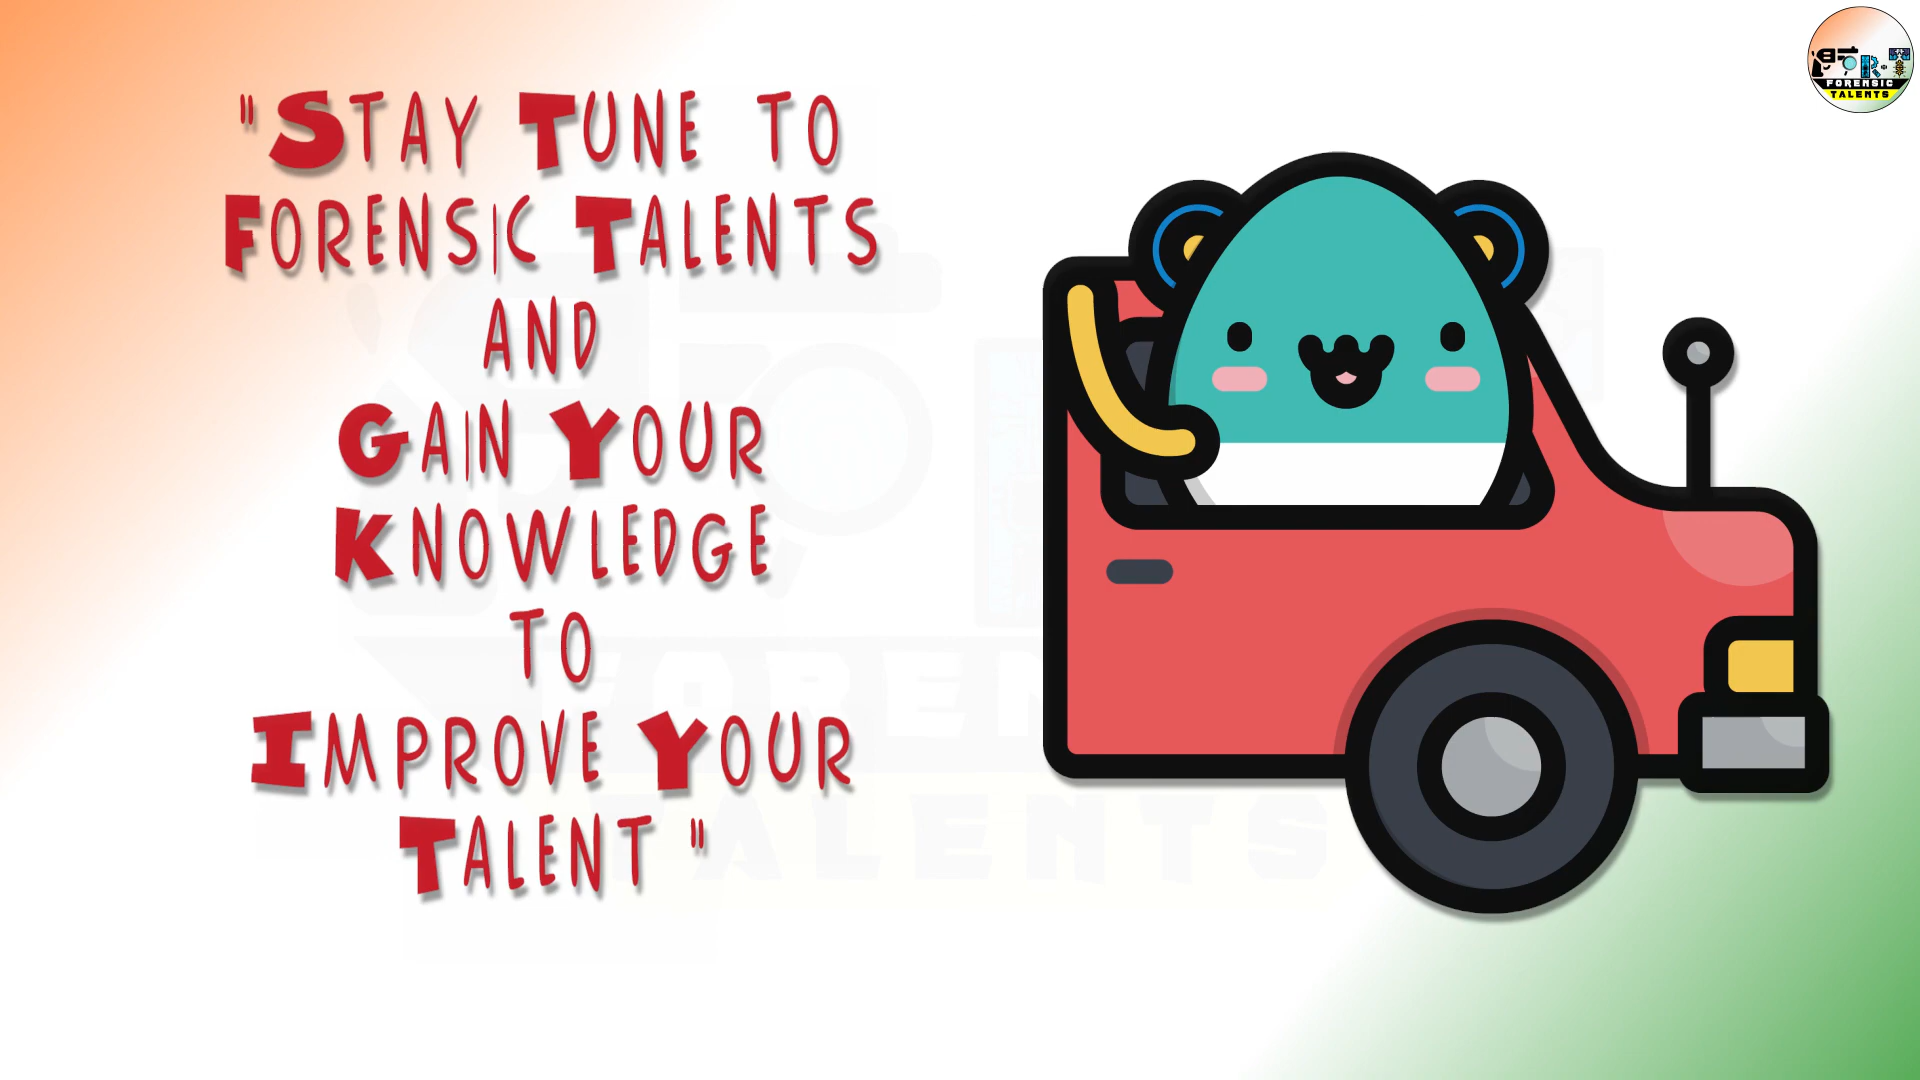 " Stay Tune to
Forensic Talents
and
Gain Your
Knowledge
to
Improve Your
Talent "
FORENSIC
TALENTS